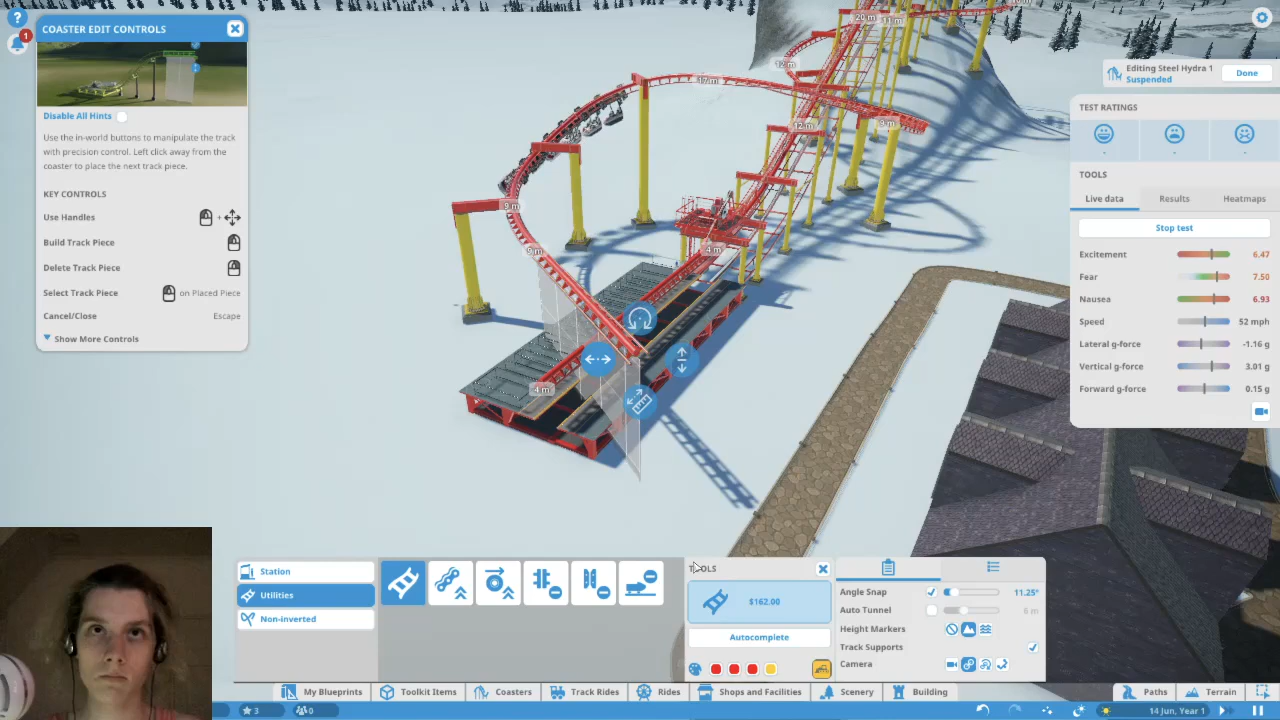 ?
1
COASTER EDIT CONTROLS
Disable All Hints
Use the in-world buttons to manipulate the track
with precision control. Left click away from the
coaster to place the next track piece.
KEY CONTROLS
Use Handles
+
Build Track Piece
Delete Track Piece
Select Track Piece
on Placed Piece
Cancel/Close
Escape
Show More Controls
20 m
11 m
12 m
17 m
12 m
9 m
9 m
6 m
4 m
4 m
Editing Steel Hydra 1
Suspended
Done
TEST RATINGS
-
-
-
TOOLS
Live data
Results
Heatmaps
Stop test
Excitement
6.47
Fear
7.50
Nausea
6.93
Speed
52 mph
Lateral g-force
-1.16 g
Vertical g-force
3.01 g
Forward g-force
0.15 g
Station
Utilities
Non-inverted
TOOLS
$162.00
Autocomplete
Angle Snap
11.25°
Auto Tunnel
6 m
Height Markers
Track Supports
Camera
My Blueprints
Toolkit Items
Coasters
Track Rides
Rides
Shops and Facilities
Scenery
Building
Paths
Terrain
3
0
14 Jun, Year 1